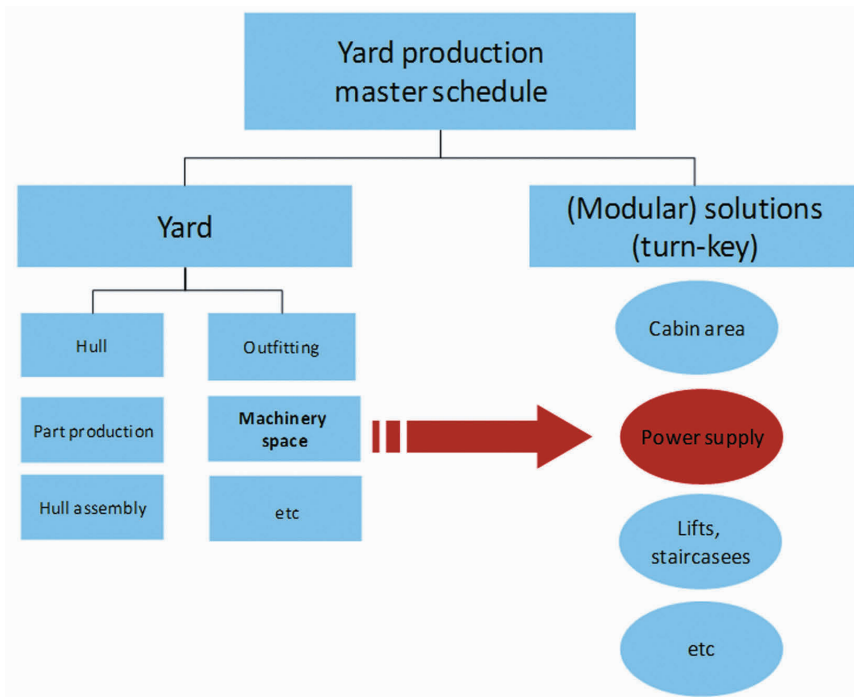 Yard production
master schedule
Yard
(Modular) solutions
(turn-key)
Hull
Outfitting
Cabin area
Part production
Machinery
space
Power supply
Hull assembly
etc
Lifts,
staircasees
etc